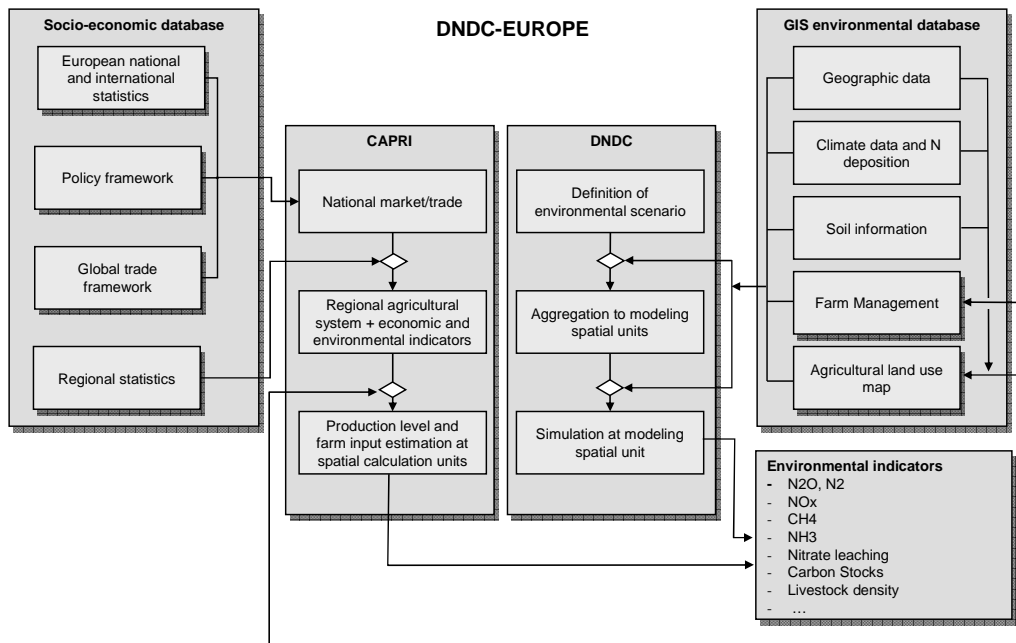 DNDC-EUROPE
Socio-economic database
European national
and international
statistics
Policy framework
Global trade
framework
Regional statistics
CAPRI
National market/trade
Regional agricultural
system + economic and
environmental indicators
Production level and
farm input estimation at
spatial calculation units
DNDC
Definition of
environmental scenario
Aggregation to modeling
spatial units
Simulation at modeling
spatial unit
GIS environmental database
Geographic data
Climate data and N
deposition
Soil information
Farm Management
Agricultural land use
map
Environmental indicators
- N2O, N2
- NOx
- CH4
- NH3
- Nitrate leaching
- Carbon Stocks
- Livestock density
- ...